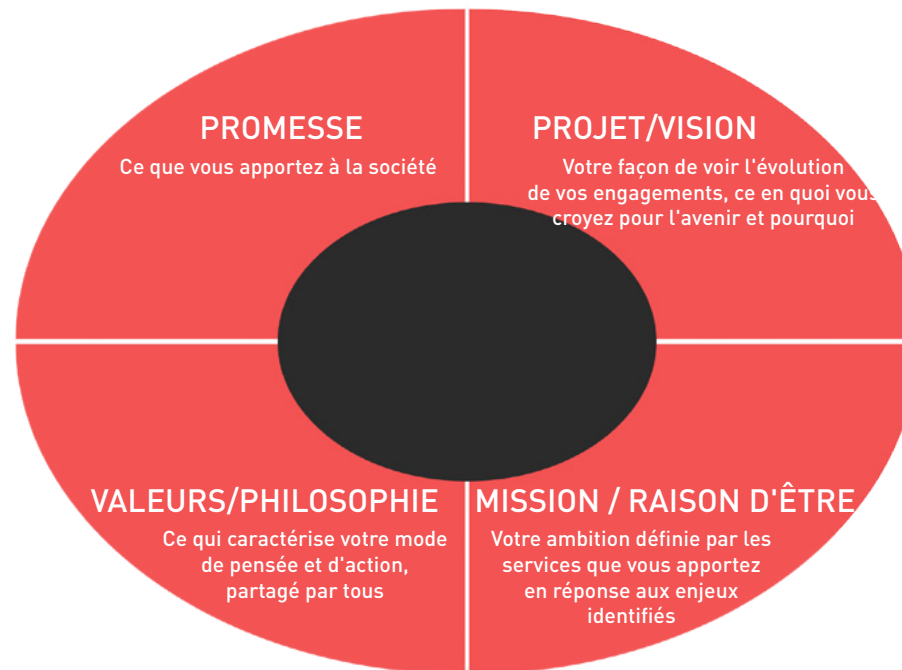 PROMESSE
Ce que vous apportez à la société
PROJET/VISION
Votre façon de voir l'évolution
de vos engagements, ce en quoi vous
croyez pour l'avenir et pourquoi
VALEURS/PHILOSOPHIE
Ce qui caractérise votre mode
de pensée et d'action,
partagé par tous
MISSION / RAISON D'ÊTRE
Votre ambition définie par les
services que vous apportez
en réponse aux enjeux
identifiés